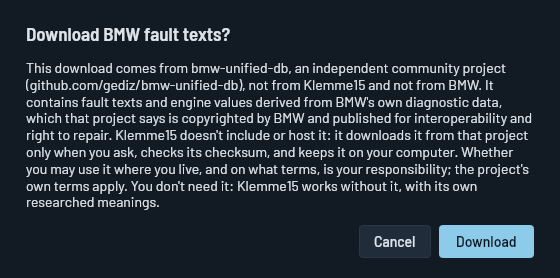 Download BMW fault texts?
This download comes from bmw-unified-db, an independent community project
(github.com/gediz/bmw-unified-db), not from Klemme15 and not from BMW. It
contains fault texts and engine values derived from BMW's own diagnostic data,
which that project says is copyrighted by BMW and published for interoperability and
right to repair. Klemme15 doesn't include or host it: it downloads it from that project
only when you ask, checks its checksum, and keeps it on your computer. Whether
you may use it where you live, and on what terms, is your responsibility; the project's
own terms apply. You don't need it: Klemme15 works without it, with its own
researched meanings.
Cancel
Download